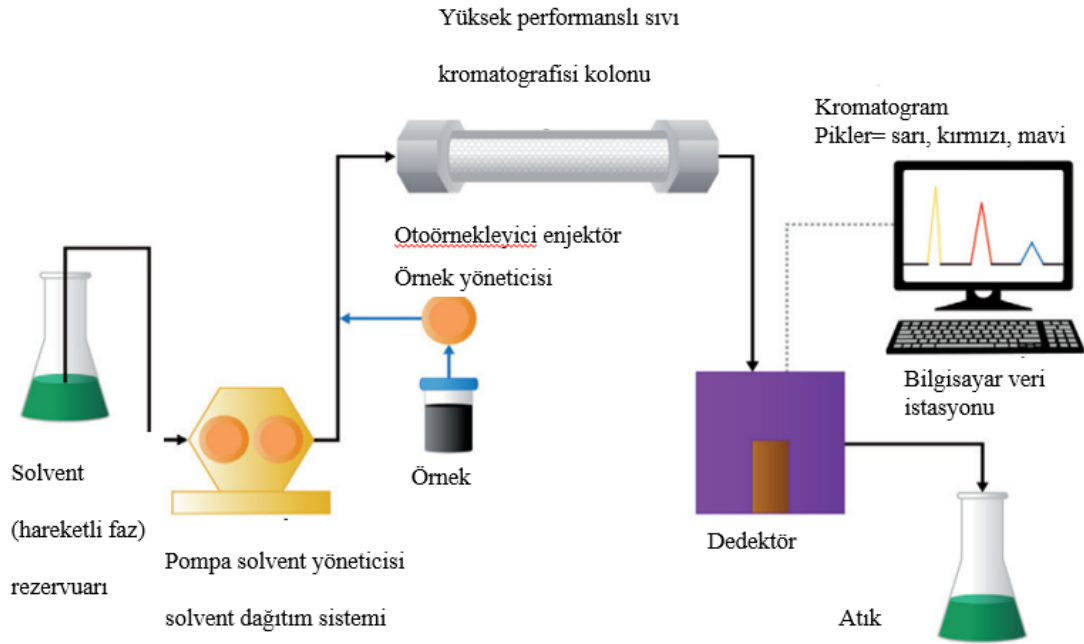 Yüksek performanslı sıvı
kromatografisi kolonu
Kromatogram
Pikler= sarı, kırmızı, mavi
Otoörnekleyici enjektör
Örnek yöneticisi
Bilgisayar veri
istasyonu
Örnek
Solvent
(hareketli faz)
rezervuarı
Pompa solvent yöneticisi
solvent dağıtım sistemi
Dedektör
Atık